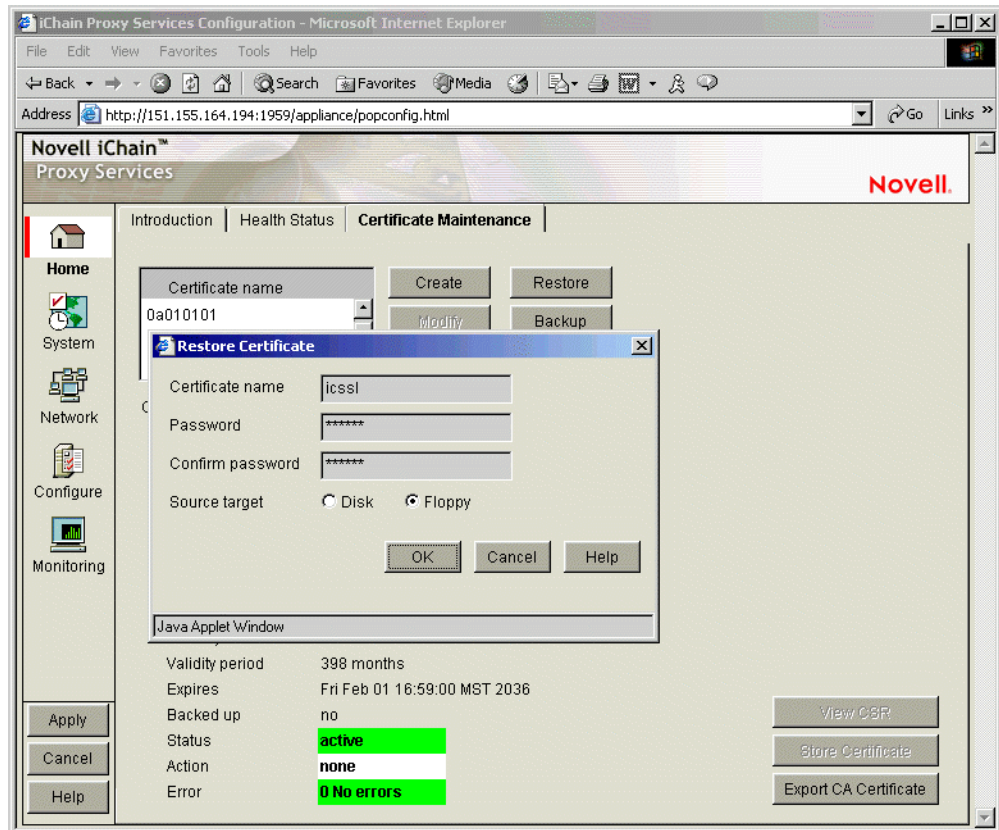 iChain Proxy Services Configuration - Microsoft Internet Explorer
File Edit View Favorites Tools Help
Back Search Favorites Media
Address http://151.155.164.194:1959/appliance/popconfig.html Go Links »
Novell iChain™
Proxy Services
Novell.
Introduction Health Status Certificate Maintenance
Home
System
Network
Configure
Monitoring
Certificate name
0a010101
Create Restore
Modify Backup
Restore Certificate
Certificate name icssl
Password ******
Confirm password ******
Source target Disk Floppy
OK Cancel Help
Java Applet Window
Validity period 398 months
Expires Fri Feb 01 16:59:00 MST 2036
Backed up no
Status active
Action none
Error 0 No errors
View CSR
Store Certificate
Export CA Certificate
Apply
Cancel
Help